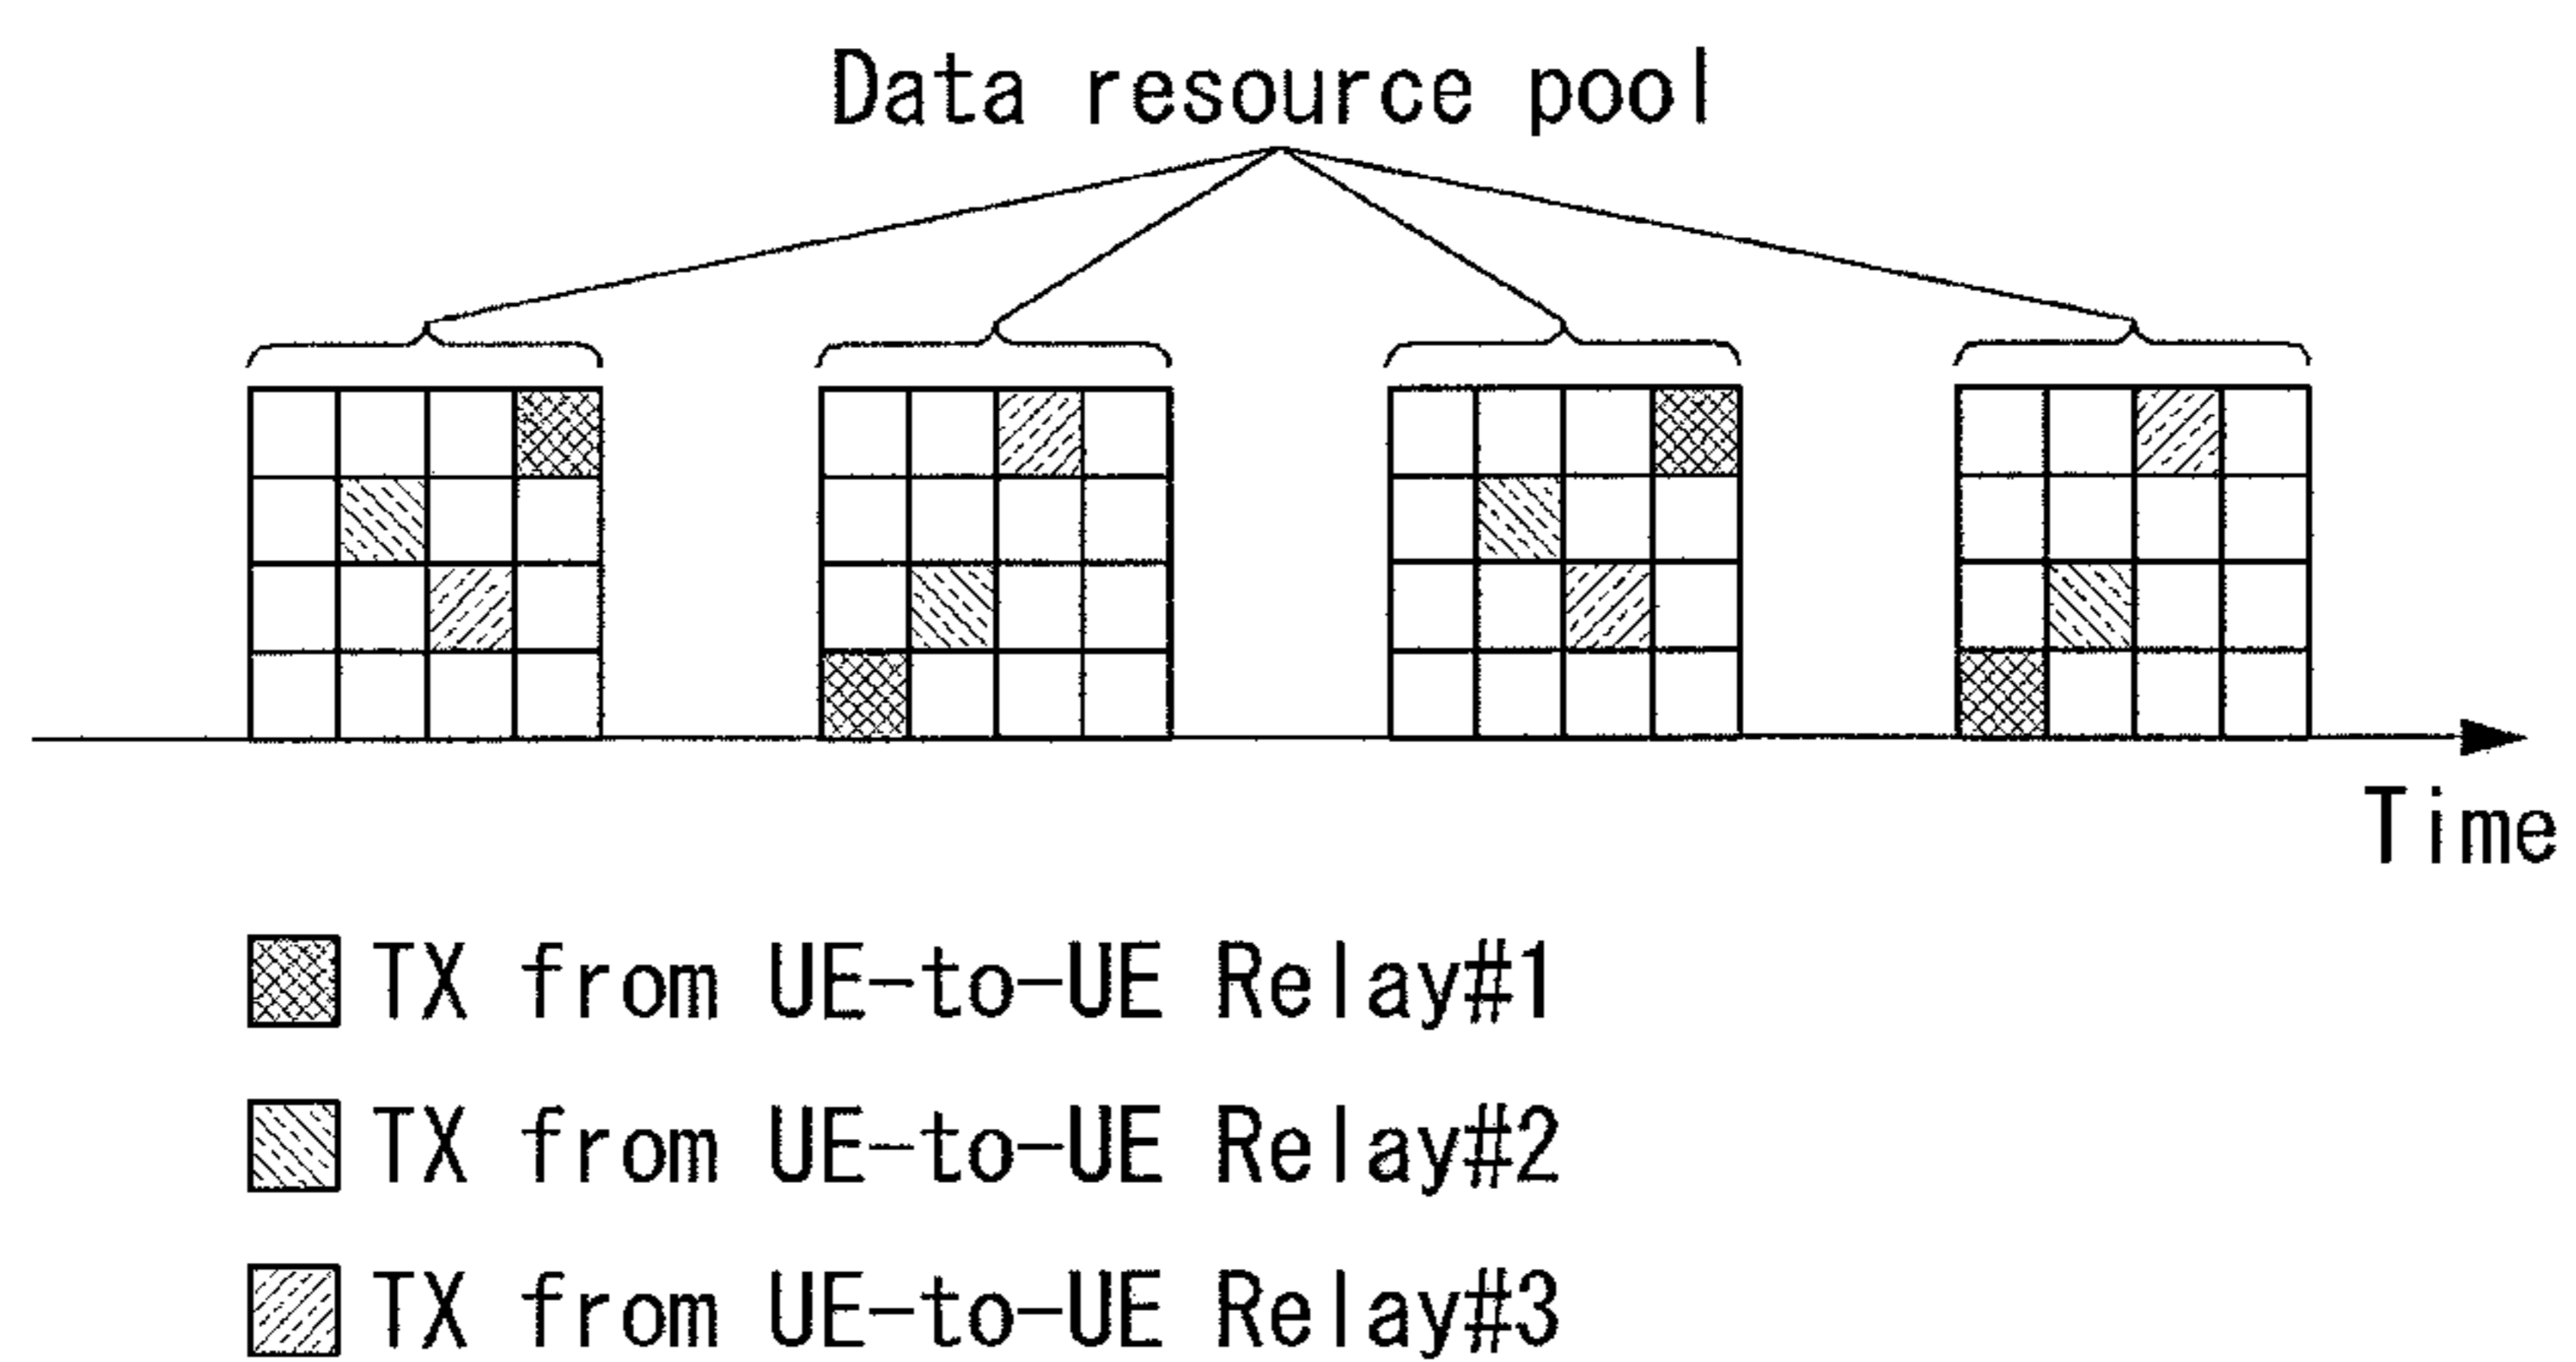 Data resource pool
Time
TX from UE-to-UE Relay#1
TX from UE-to-UE Relay#2
TX from UE-to-UE Relay#3